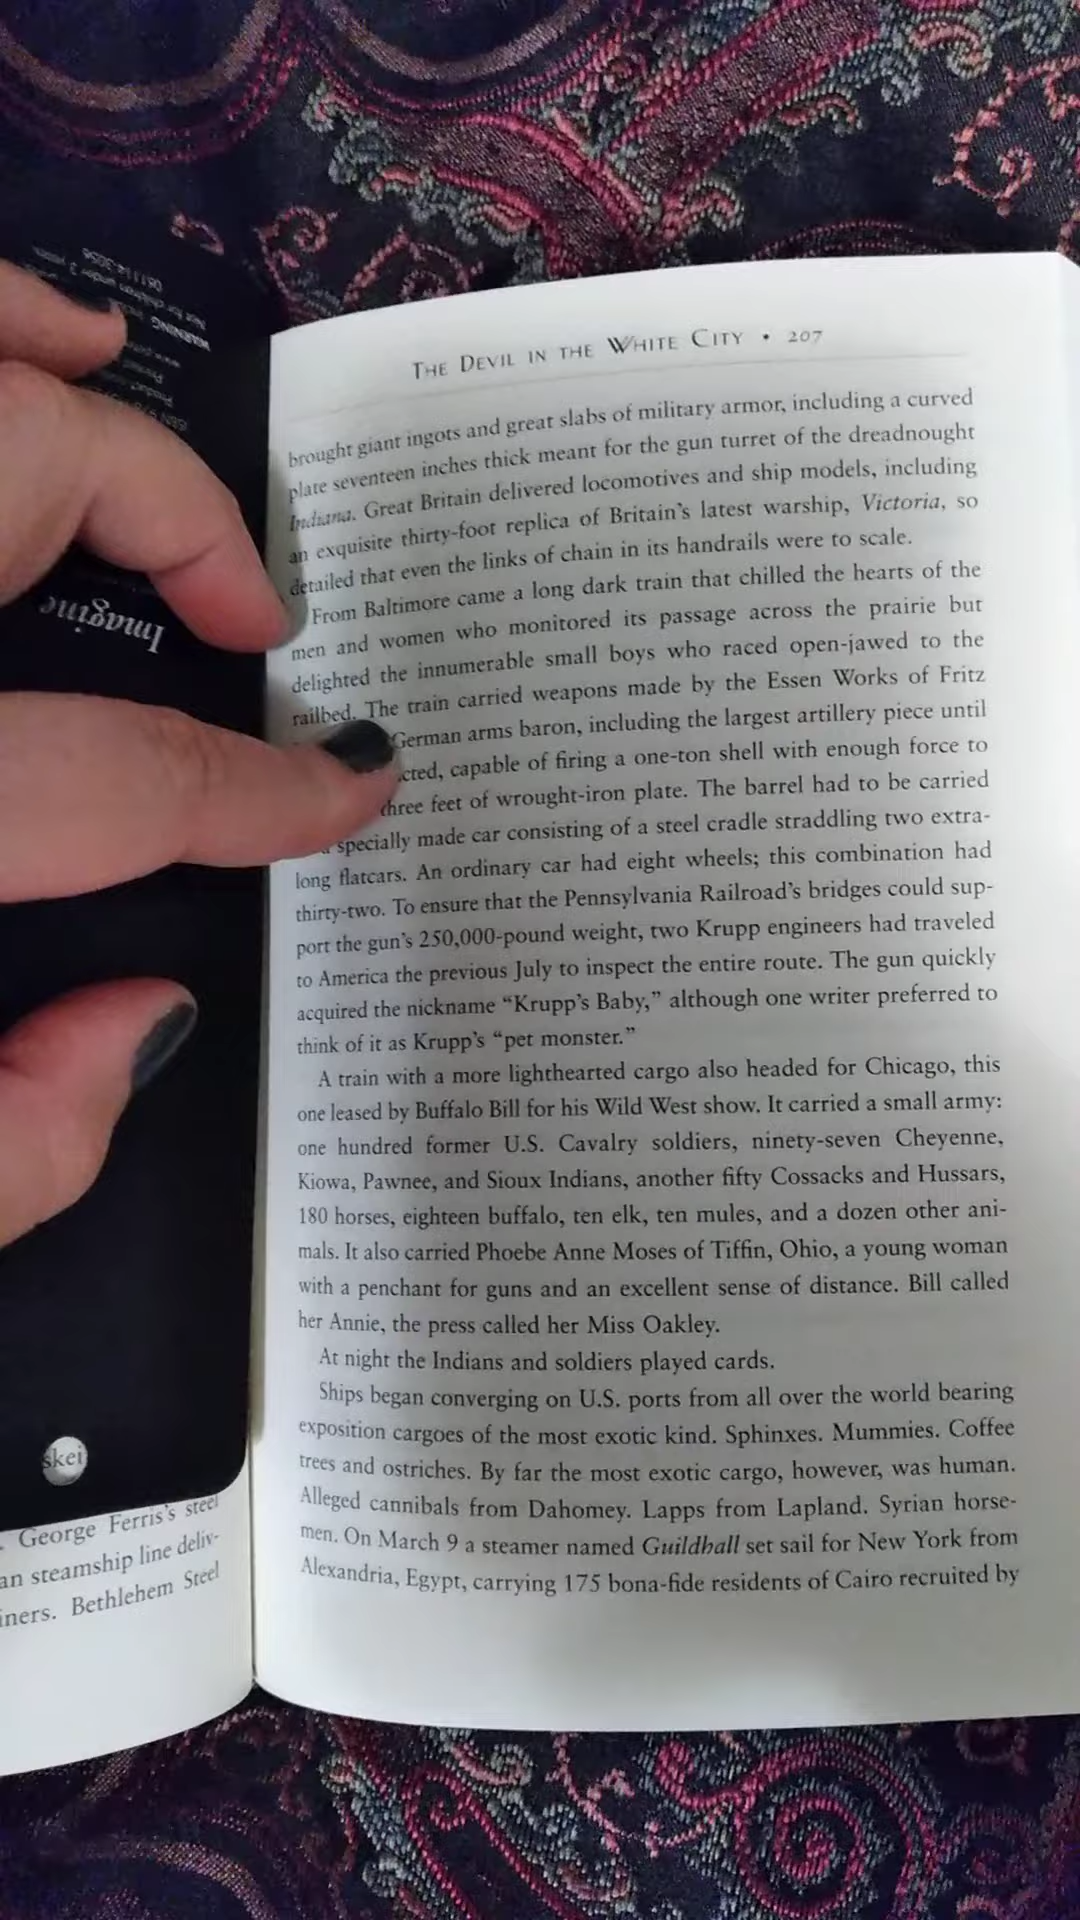 THE DEVIL IN THE WHITE CITY • 207
brought giant ingots and great slabs of military armor, including a curved
plate seventeen inches thick meant for the gun turret of the dreadnought
Indiana. Great Britain delivered locomotives and ship models, including
an exquisite thirty-foot replica of Britain's latest warship, Victoria, so
detailed that even the links of chain in its handrails were to scale.
From Baltimore came a long dark train that chilled the hearts of the
men and women who monitored its passage across the prairie but
delighted the innumerable small boys who raced open-jawed to the
railbed. The train carried weapons made by the Essen Works of Fritz
German arms baron, including the largest artillery piece until
cted, capable of firing a one-ton shell with enough force to
three feet of wrought-iron plate. The barrel had to be carried
a specially made car consisting of a steel cradle straddling two extra-
long flatcars. An ordinary car had eight wheels; this combination had
thirty-two. To ensure that the Pennsylvania Railroad's bridges could sup-
port the gun's 250,000-pound weight, two Krupp engineers had traveled
to America the previous July to inspect the entire route. The gun quickly
acquired the nickname “Krupp's Baby,” although one writer preferred to
think of it as Krupp's “pet monster.”
A train with a more lighthearted cargo also headed for Chicago, this
one leased by Buffalo Bill for his Wild West show. It carried a small army:
one hundred former U.S. Cavalry soldiers, ninety-seven Cheyenne,
Kiowa, Pawnee, and Sioux Indians, another fifty Cossacks and Hussars,
180 horses, eighteen buffalo, ten elk, ten mules, and a dozen other ani-
mals. It also carried Phoebe Anne Moses of Tiffin, Ohio, a young woman
with a penchant for guns and an excellent sense of distance. Bill called
her Annie, the press called her Miss Oakley.
At night the Indians and soldiers played cards.
Ships began converging on U.S. ports from all over the world bearing
exposition cargoes of the most exotic kind. Sphinxes. Mummies. Coffee
trees and ostriches. By far the most exotic cargo, however, was human.
Alleged cannibals from Dahomey. Lapps from Lapland. Syrian horse-
men. On March 9 a steamer named Guildhall set sail for New York from
Alexandria, Egypt, carrying 175 bona-fide residents of Cairo recruited by
WARNING
Not for children under 3
Imagine
skei
. George Ferris's steel
an steamship line deliv-
iners. Bethlehem Steel